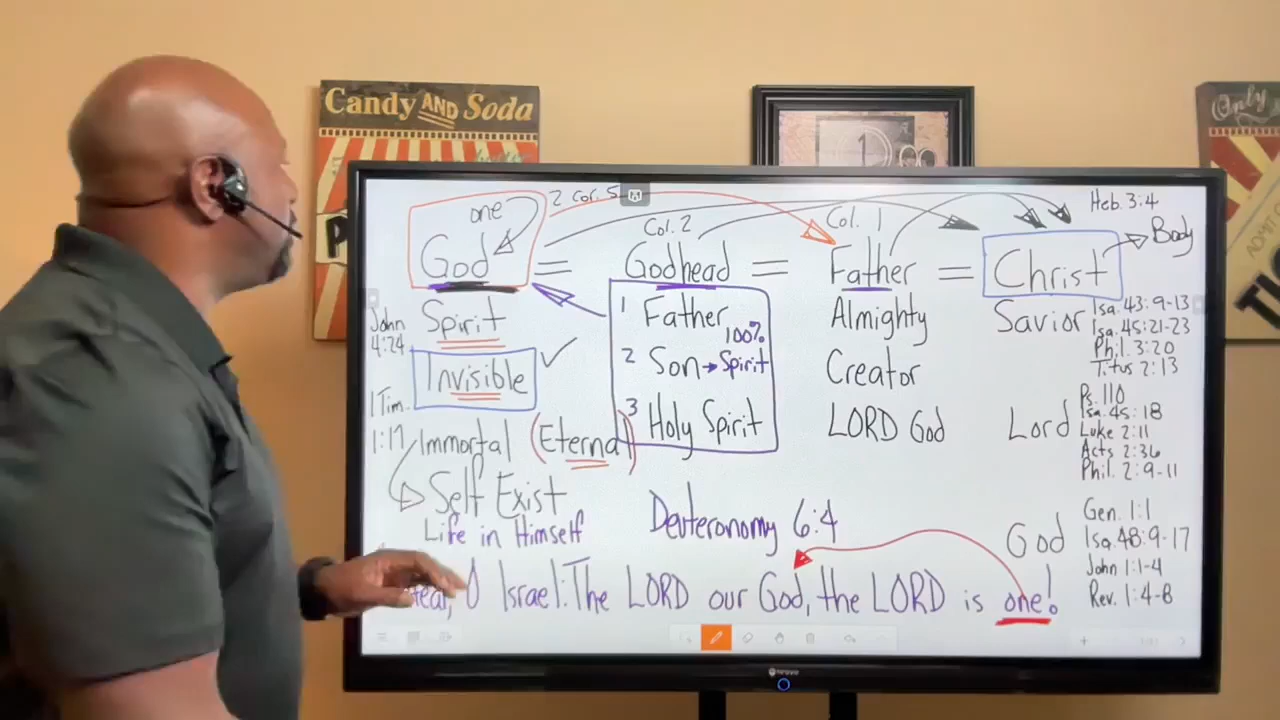 Candy AND Soda
Only
ADMIT
P
1
one
2 Cor. 5
Col. 2
Col. 1
Heb. 3:4
God = Godhead = Father = Christ
Body
John
4:24
Spirit
Invisible
1 Tim.
1:17
Immortal (Eternal)
Self Exist
Life in Himself
1 Father
100%
2 Son → Spirit
3 Holy Spirit
Almighty
Creator
LORD God
Savior
Isa. 43:9-13
Isa. 45:21-23
Phil. 3:20
Titus 2:13
Lord
Ps. 110
Isa. 45:18
Luke 2:11
Acts 2:36
Phil. 2:9-11
God
Gen. 1:1
Isa. 48:9-17
John 1:1-4
Rev. 1:4-8
Deuteronomy 6:4
O Israel: The LORD our God, the LORD is one!